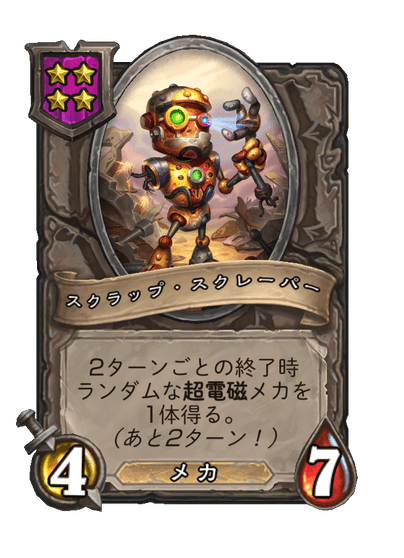 スクラップ・スクレーパー
2ターンごとの終了時
ランダムな超電磁メカを
1体得る。
(あと2ターン!)
4
メカ
7